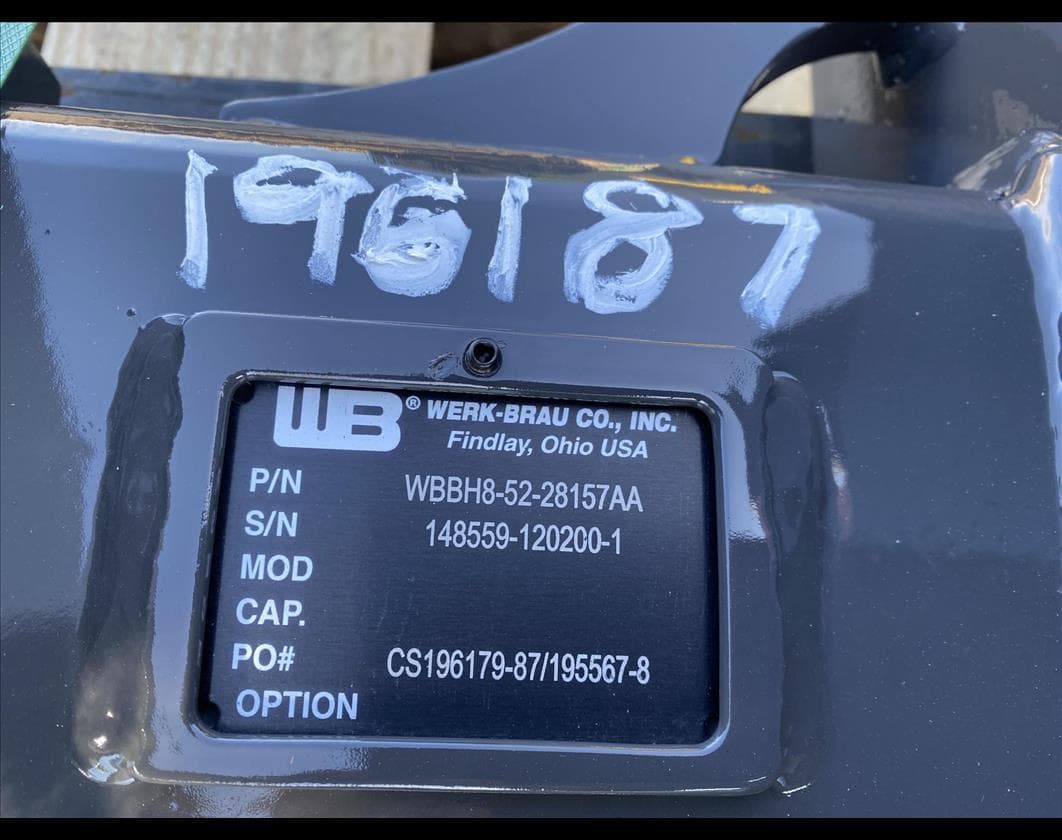 196187
WB® WERK-BRAU CO., INC.
Findlay, Ohio USA
P/N WBBH8-52-28157AA
S/N 148559-120200-1
MOD
CAP.
PO# CS196179-87/195567-8
OPTION